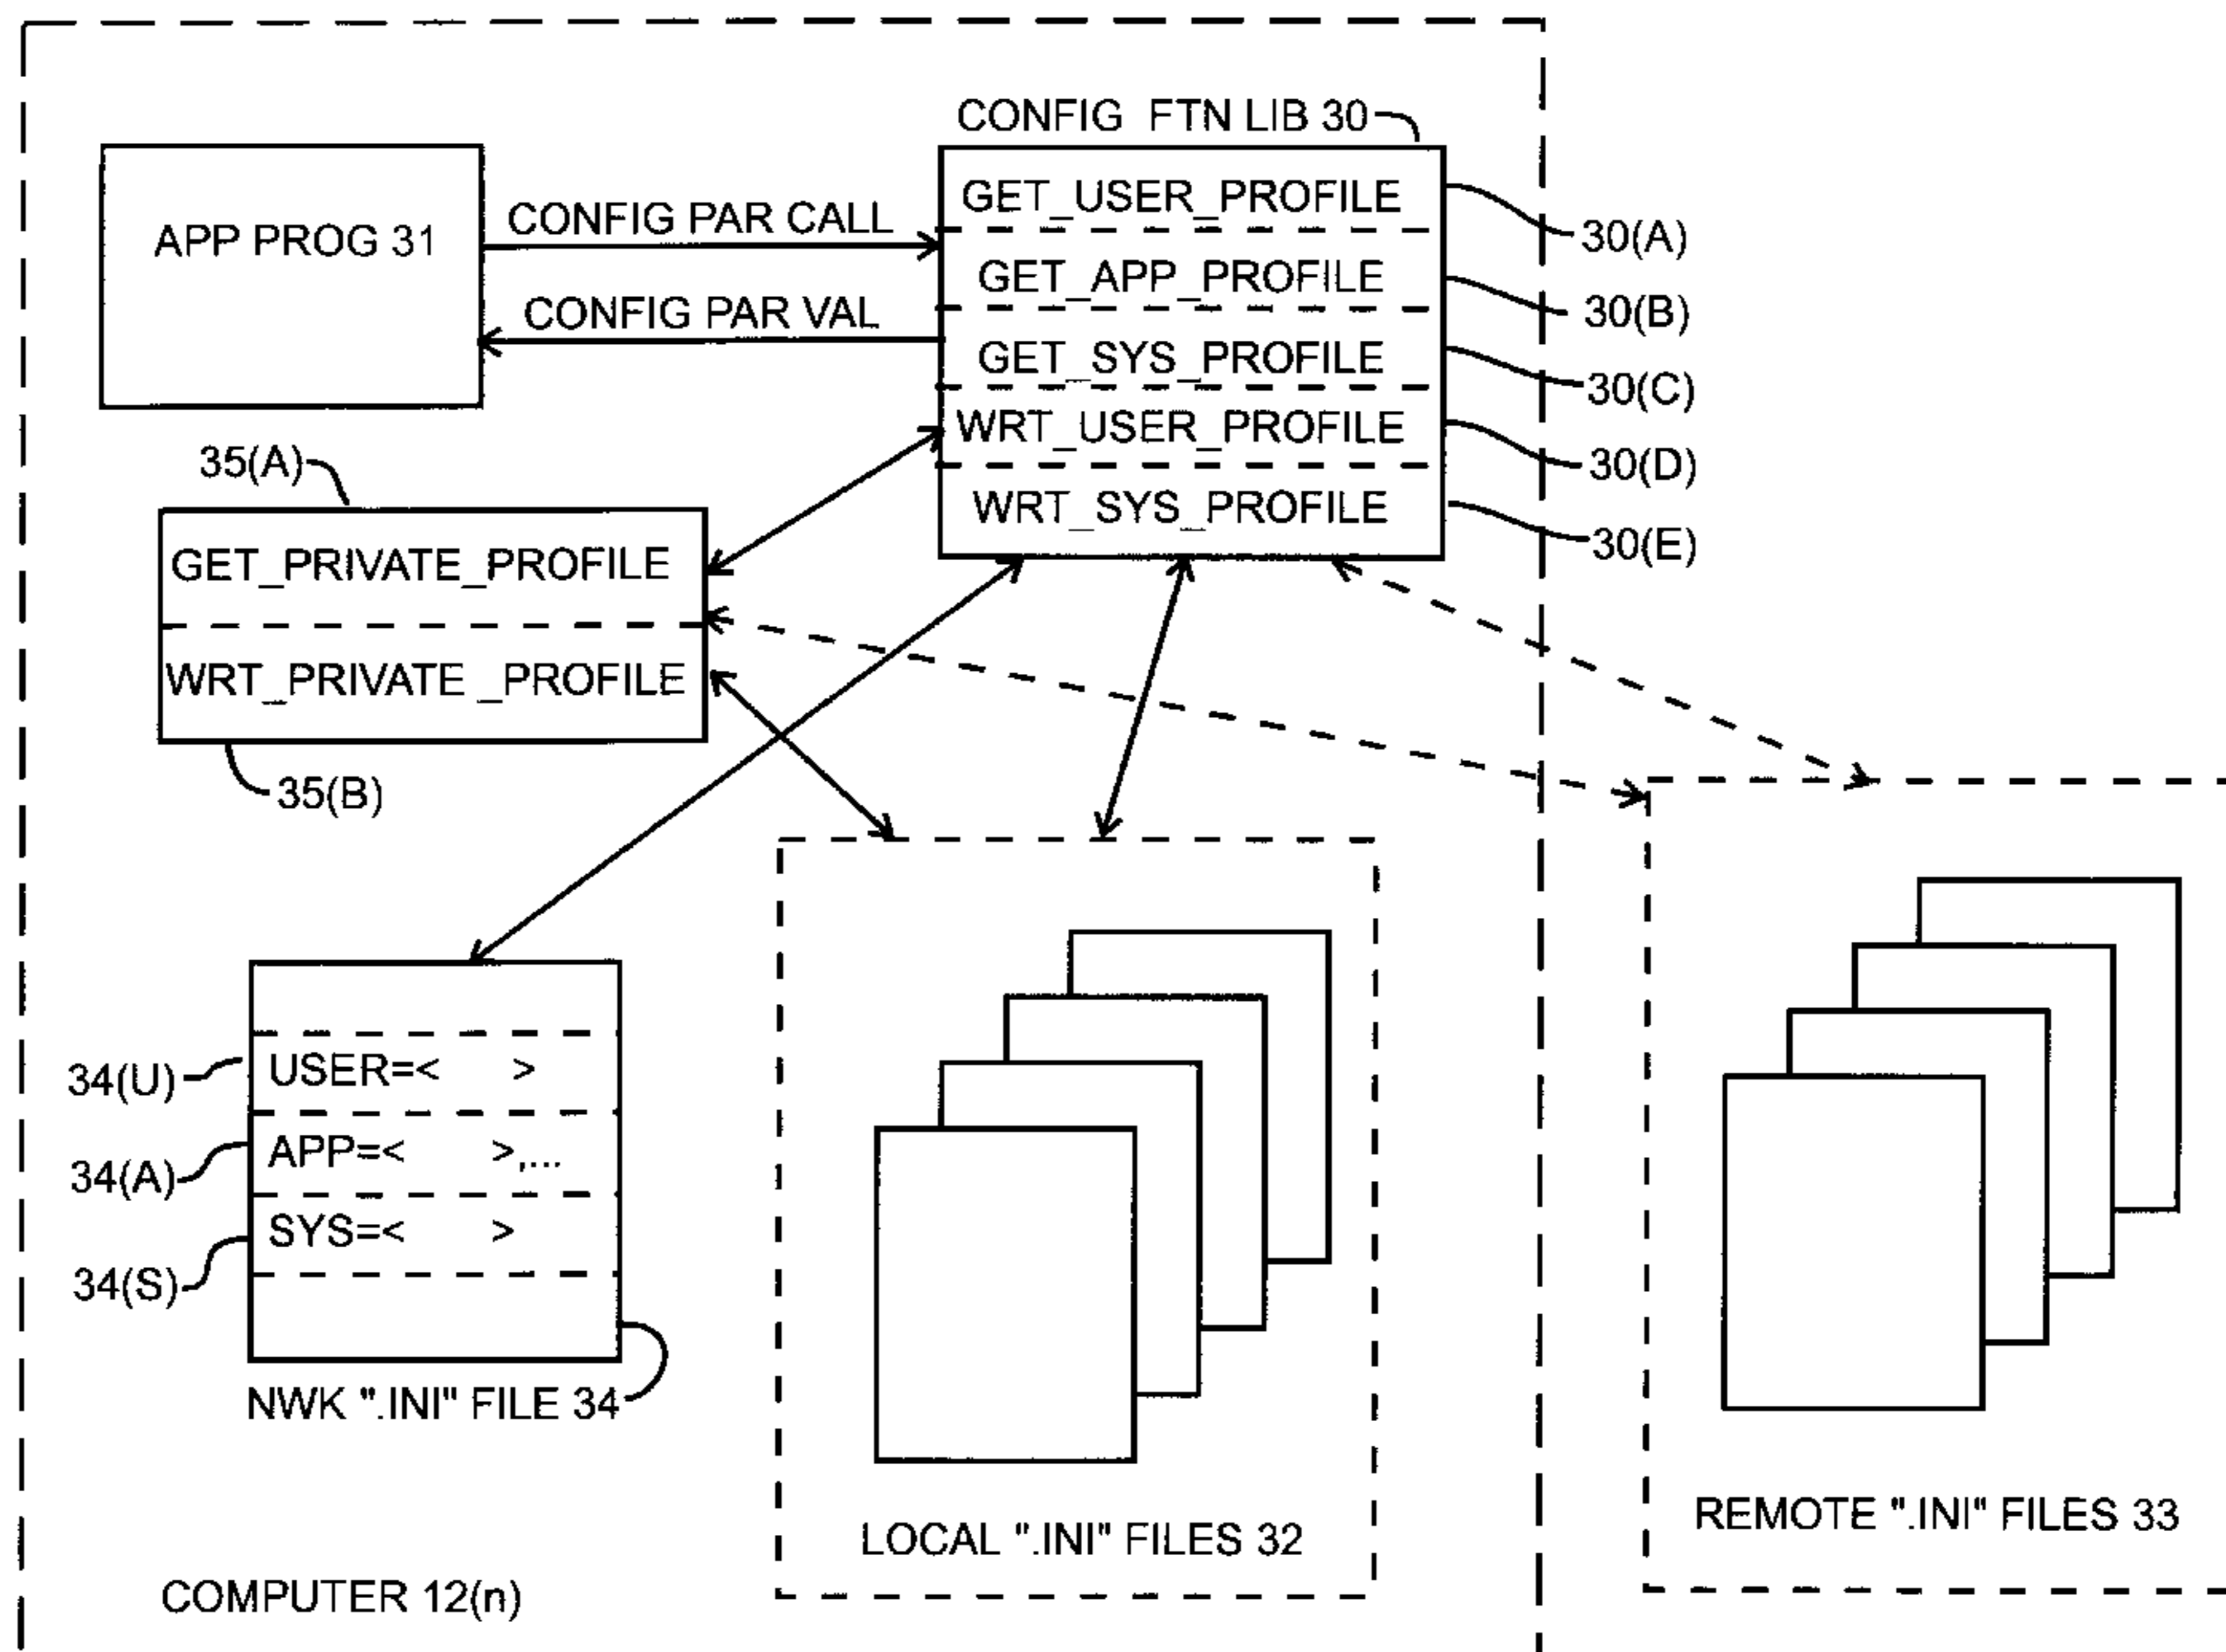 CONFIG FTN LIB 30
APP PROG 31
CONFIG PAR CALL
CONFIG PAR VAL
GET_USER_PROFILE
GET_APP_PROFILE
GET_SYS_PROFILE
WRT_USER_PROFILE
WRT_SYS_PROFILE
30(A)
30(B)
30(C)
30(D)
30(E)
35(A)
GET_PRIVATE_PROFILE
WRT_PRIVATE _PROFILE
35(B)
34(U)
USER=< >
34(A)
APP=< >,...
34(S)
SYS=< >
NWK ".INI" FILE 34
LOCAL ".INI" FILES 32
REMOTE ".INI" FILES 33
COMPUTER 12(n)